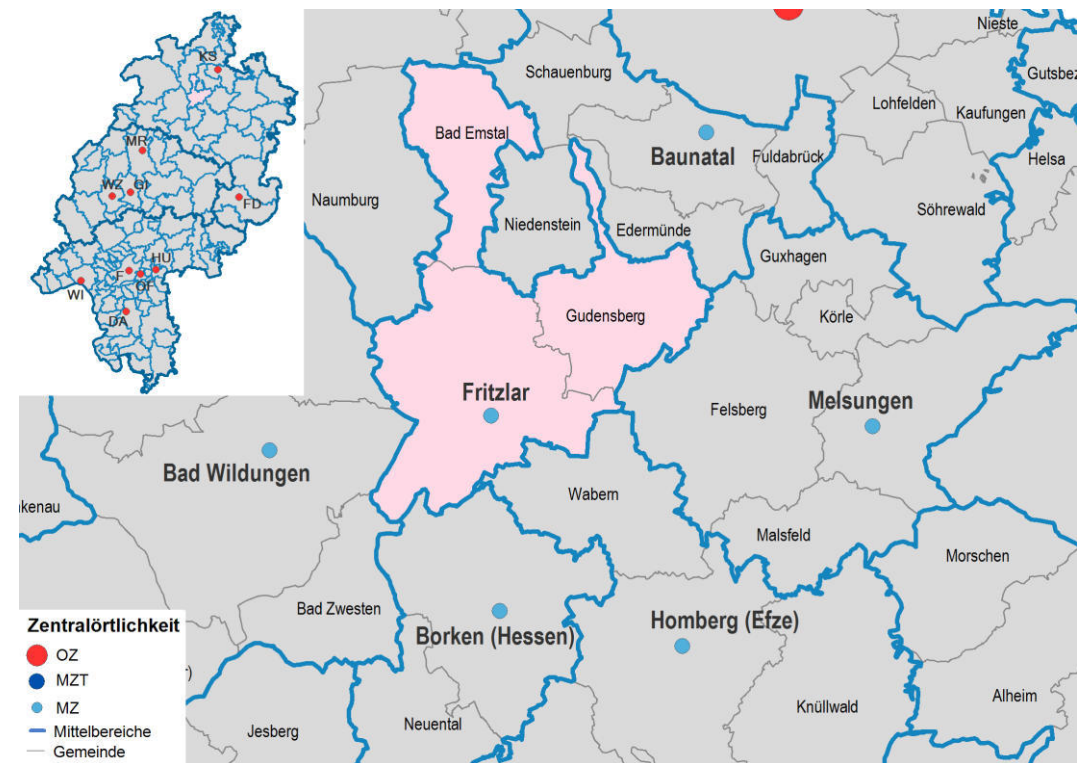 KS
MR
WZ
GI
FD
HU
F
OF
WI
DA
Nieste
Schauenburg
Gutsbez
Lohfelden
Kaufungen
Bad Emstal
Baunatal
Fuldabrück
Helsa
Naumburg
Niedenstein
Edermünde
Söhrewald
Guxhagen
Gudensberg
Körle
Fritzlar
Felsberg
Melsungen
Bad Wildungen
Wabern
nkenau
Malsfeld
Morschen
Bad Zwesten
Borken (Hessen)
Homberg (Efze)
Zentralörtlichkeit
OZ
MZT
MZ
Mittelbereiche
Gemeinde
r)
Jesberg
Neuental
Knüllwald
Alheim